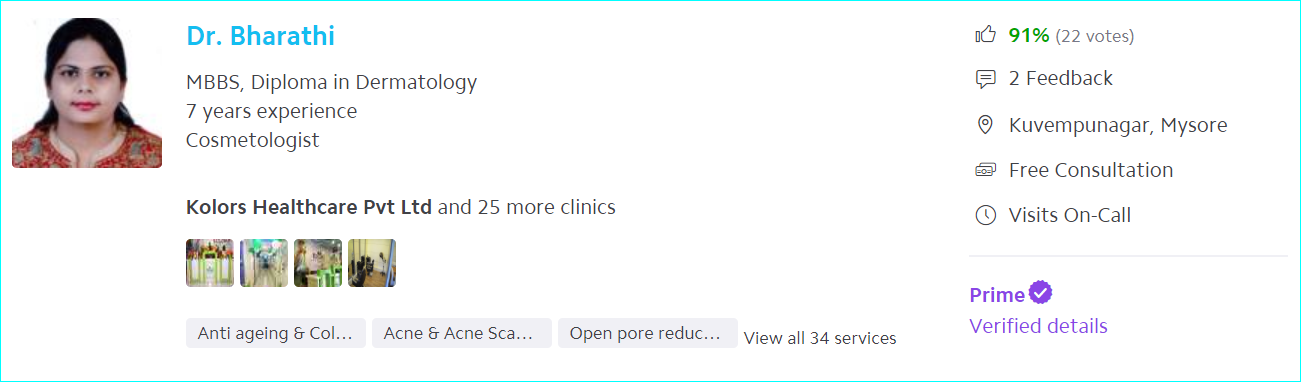 Dr. Bharathi
MBBS, Diploma in Dermatology
7 years experience
Cosmetologist
Kolors Healthcare Pvt Ltd and 25 more clinics
Anti ageing & Col... Acne & Acne Sca... Open pore reduc... View all 34 services
91% (22 votes)
2 Feedback
Kuvempunagar, Mysore
Free Consultation
Visits On-Call
Prime
Verified details